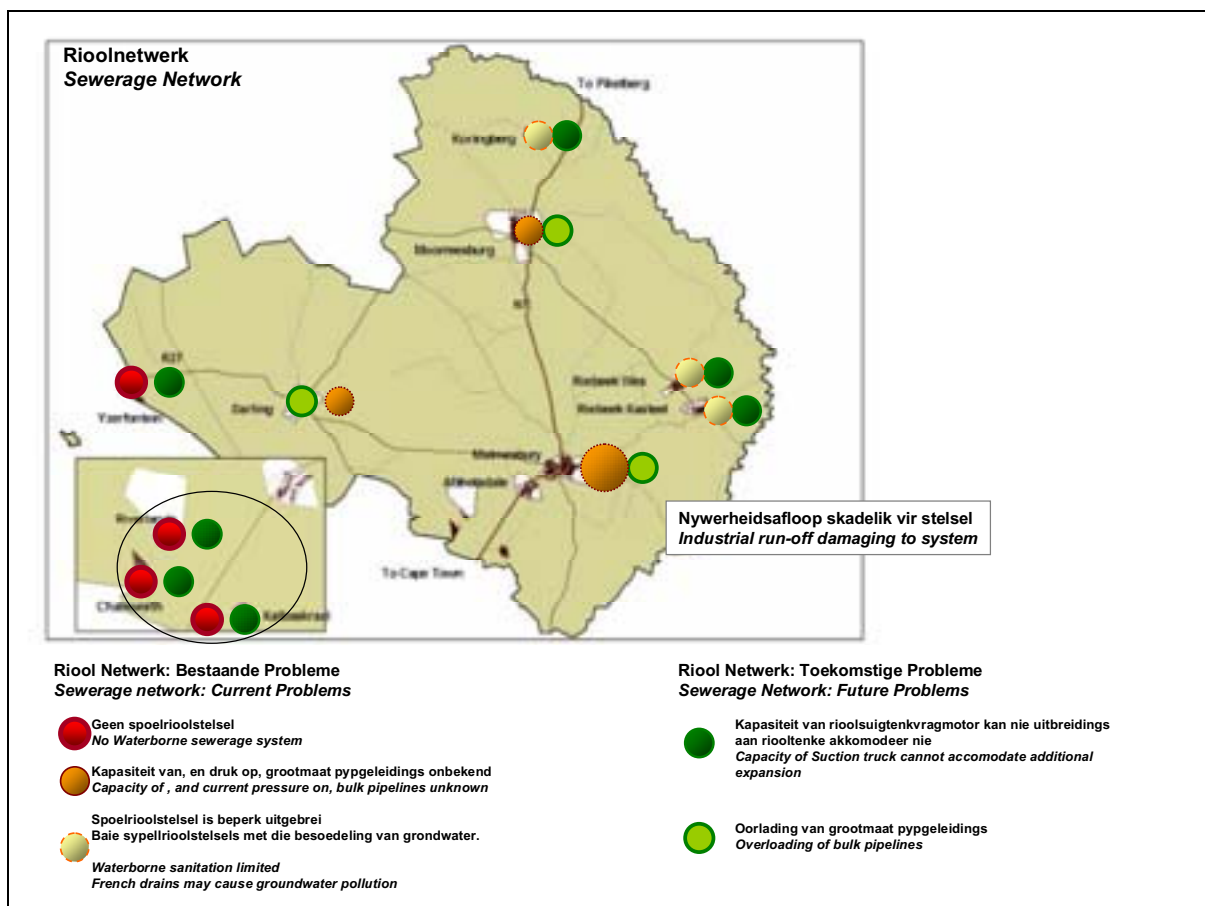 Rioolnetwerk
Sewerage Network
To Piketberg
Koringberg
Moorreesburg
N7
R27
Yzerfontein
Darling
Riebeek Wes
Riebeek Kasteel
Malmesbury
Abbotsdale
Riverlands
Chatsworth
Kalbaskraal
To Cape Town
Nywerheidsafloop skadelik vir stelsel
Industrial run-off damaging to system
Riool Netwerk: Bestaande Probleme
Sewerage network: Current Problems
Geen spoelrioolstelsel
No Waterborne sewerage system
Kapasiteit van, en druk op, grootmaat pypgeleidings onbekend
Capacity of , and current pressure on, bulk pipelines unknown
Spoelrioolstelsel is beperk uitgebrei
Baie sypellrioolstelsels met die besoedeling van grondwater.
Waterborne sanitation limited
French drains may cause groundwater pollution
Riool Netwerk: Toekomstige Probleme
Sewerage Network: Future Problems
Kapasiteit van rioolsuigtenkvragmotor kan nie uitbreidings
aan riooltenke akkomodeer nie
Capacity of Suction truck cannot accomodate additional
expansion
Oorlading van grootmaat pypgeleidings
Overloading of bulk pipelines